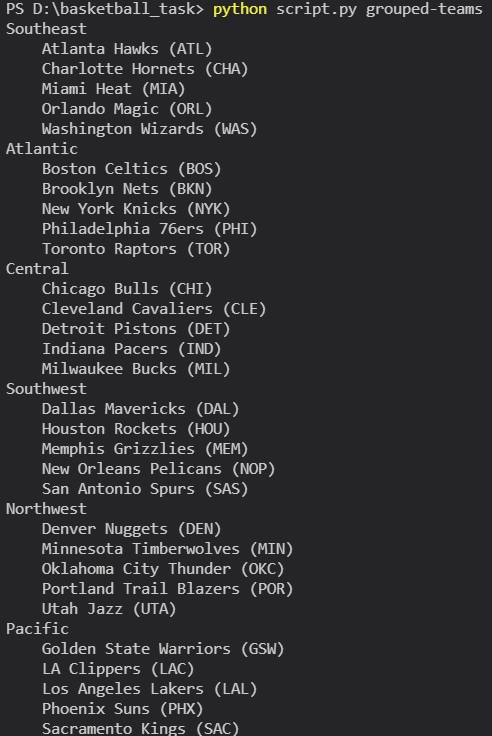 PS D:\basketball_task> python script.py grouped-teams
Southeast
Atlanta Hawks (ATL)
Charlotte Hornets (CHA)
Miami Heat (MIA)
Orlando Magic (ORL)
Washington Wizards (WAS)
Atlantic
Boston Celtics (BOS)
Brooklyn Nets (BKN)
New York Knicks (NYK)
Philadelphia 76ers (PHI)
Toronto Raptors (TOR)
Central
Chicago Bulls (CHI)
Cleveland Cavaliers (CLE)
Detroit Pistons (DET)
Indiana Pacers (IND)
Milwaukee Bucks (MIL)
Southwest
Dallas Mavericks (DAL)
Houston Rockets (HOU)
Memphis Grizzlies (MEM)
New Orleans Pelicans (NOP)
San Antonio Spurs (SAS)
Northwest
Denver Nuggets (DEN)
Minnesota Timberwolves (MIN)
Oklahoma City Thunder (OKC)
Portland Trail Blazers (POR)
Utah Jazz (UTA)
Pacific
Golden State Warriors (GSW)
LA Clippers (LAC)
Los Angeles Lakers (LAL)
Phoenix Suns (PHX)
Sacramento Kings (SAC)